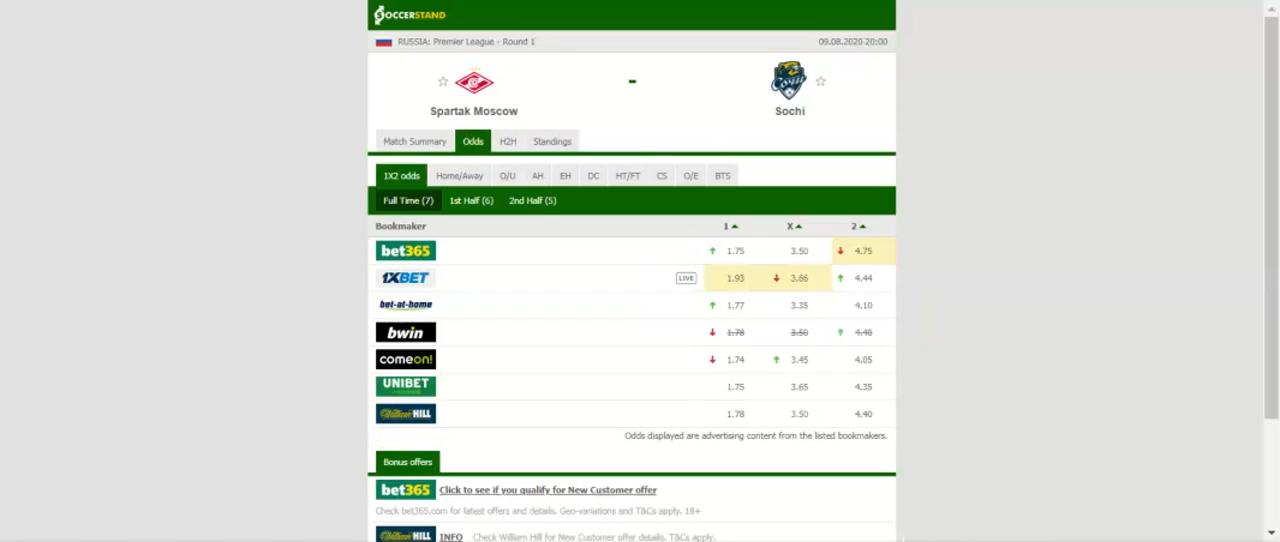 SOCCERSTAND
RUSSIA: Premier League - Round 1 09.08.2020 20:00
-
Spartak Moscow Sochi
Match Summary Odds H2H Standings
1X2 odds Home/Away O/U AH EH DC HT/FT CS O/E BTS
Full Time (7) 1st Half (6) 2nd Half (5)
Bookmaker 1 X 2
bet365 1.75 3.50 4.75
1XBET LIVE 1.93 3.66 4.44
bet-at-home 1.77 3.35 4.10
bwin 1.78 3.50 4.40
comeon! 1.74 3.45 4.05
UNIBET 1.75 3.65 4.35
William HILL 1.78 3.50 4.40
Odds displayed are advertising content from the listed bookmakers.
Bonus offers
bet365 Click to see if you qualify for New Customer offer
Check bet365.com for latest offers and details. Geo-variations and T&Cs apply. 18+
William HILL INFO Check William Hill for New Customer offer details. T&Cs apply.